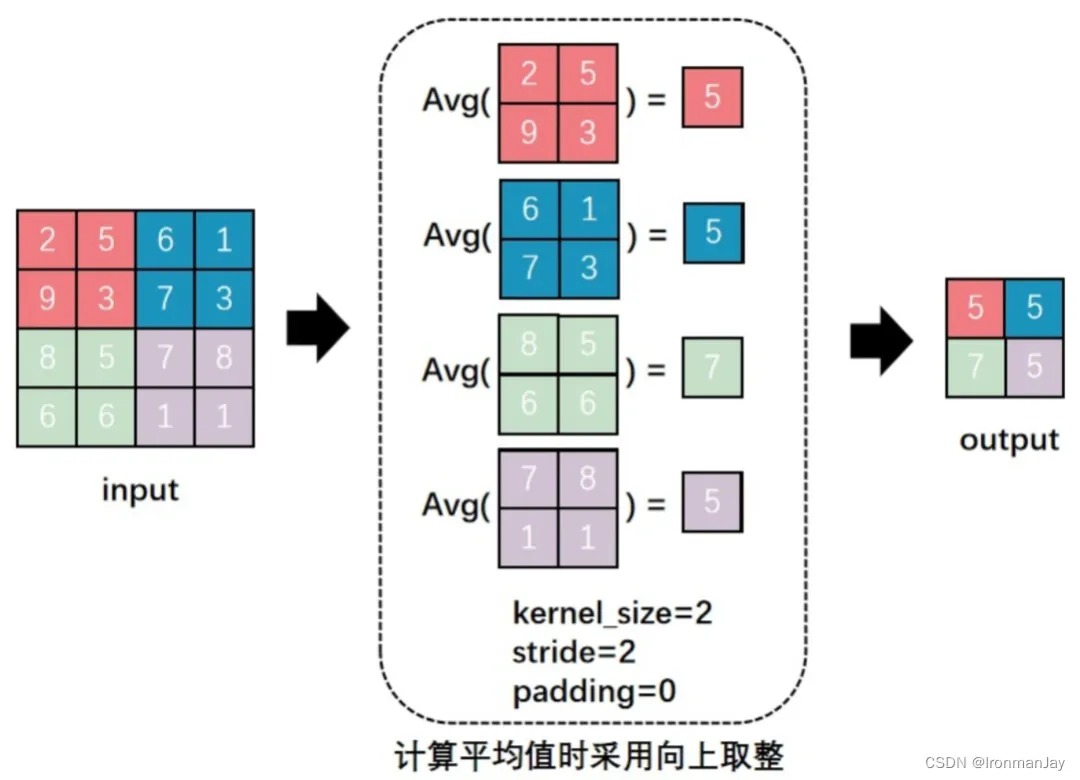 2 5 6 1
9 3 7 3
8 5 7 8
6 6 1 1
input
Avg( 2 5 9 3 ) = 5
Avg( 6 1 7 3 ) = 5
Avg( 8 5 6 6 ) = 7
Avg( 7 8 1 1 ) = 5
kernel_size=2
stride=2
padding=0
5 5
7 5
output
计算平均值时采用向上取整
CSDN @IronmanJay